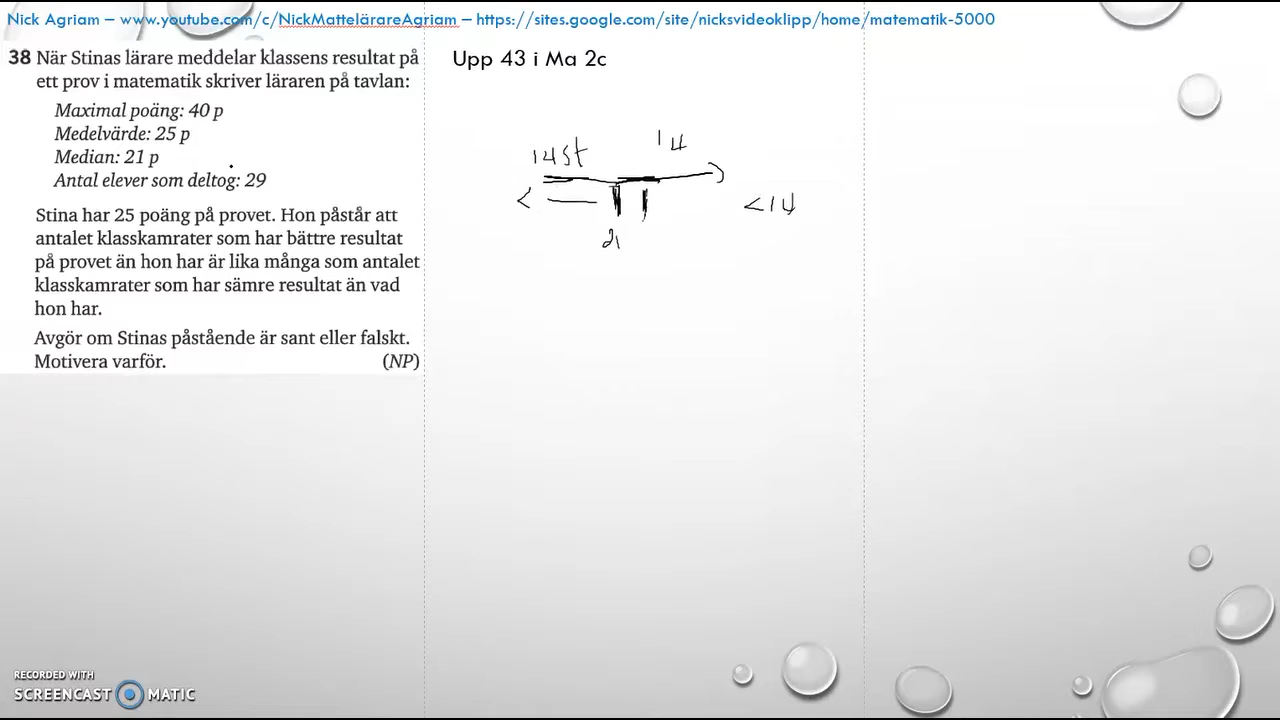 Nick Agriam – www.youtube.com/c/NickMattelärareAgriam – https://sites.google.com/site/nicksvideoklipp/home/matematik-5000
38 När Stinas lärare meddelar klassens resultat på
ett prov i matematik skriver läraren på tavlan:
Maximal poäng: 40 p
Medelvärde: 25 p
Median: 21 p
Antal elever som deltog: 29
Stina har 25 poäng på provet. Hon påstår att
antalet klasskamrater som har bättre resultat
på provet än hon har är lika många som antalet
klasskamrater som har sämre resultat än vad
hon har.
Avgör om Stinas påstående är sant eller falskt.
Motivera varför. (NP)
Upp 43 i Ma 2c
14st 14
<14
21
RECORDED WITH
SCREENCAST MATIC